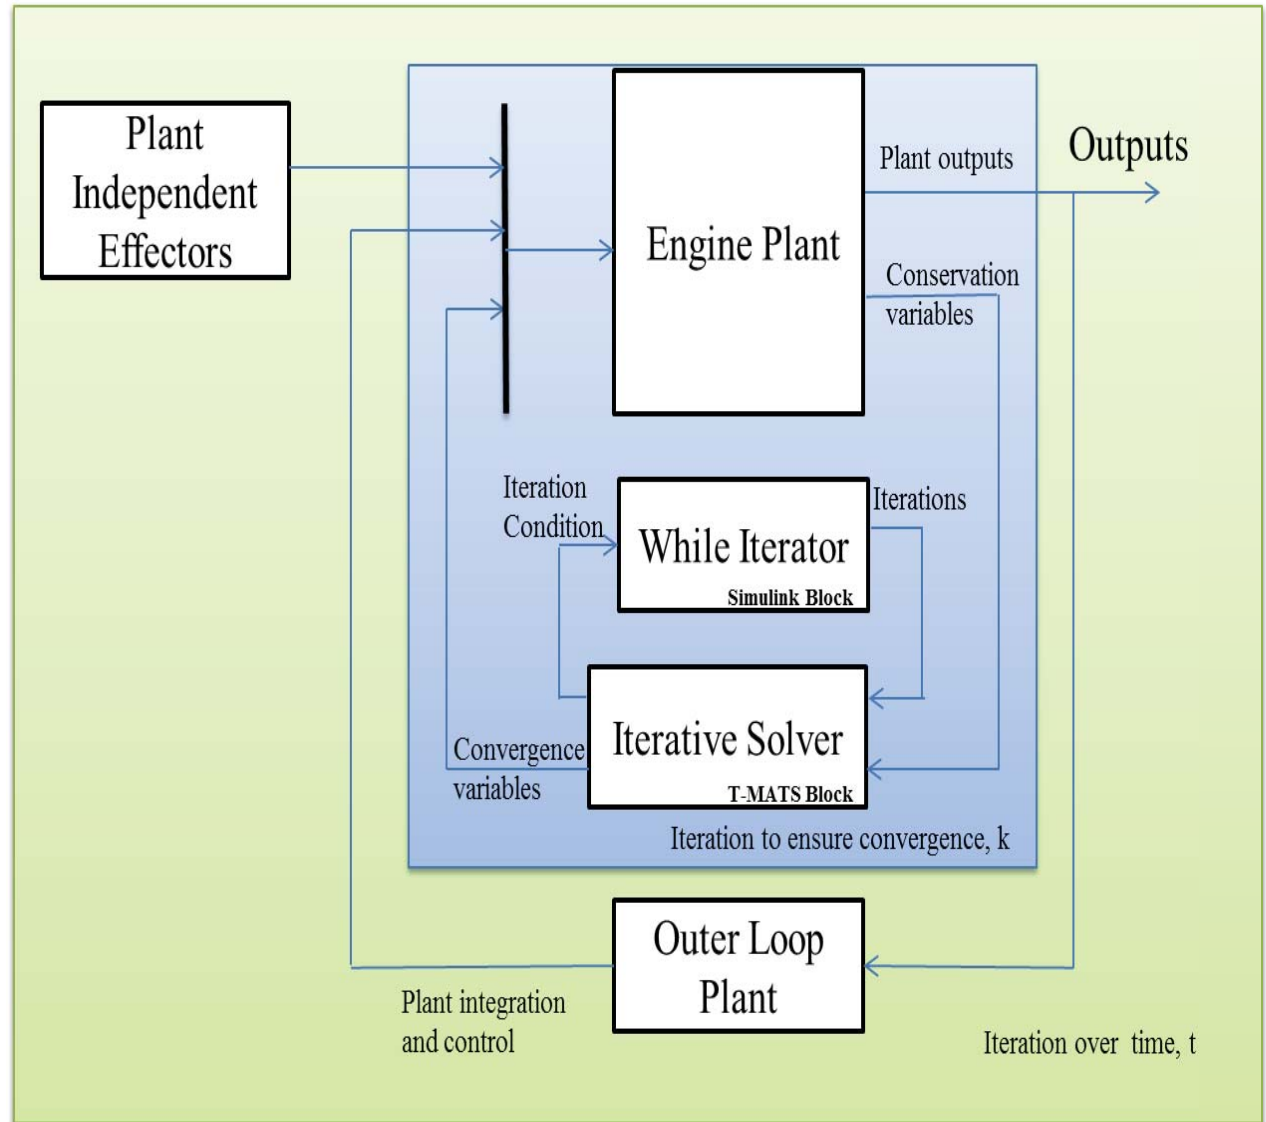 Plant
Independent
Effectors
Engine Plant
Plant outputs
Outputs
Conservation
variables
Iteration
Condition
While Iterator
Simulink Block
Iterations
Iterative Solver
T-MATS Block
Convergence
variables
Iteration to ensure convergence, k
Outer Loop
Plant
Plant integration
and control
Iteration over time, t